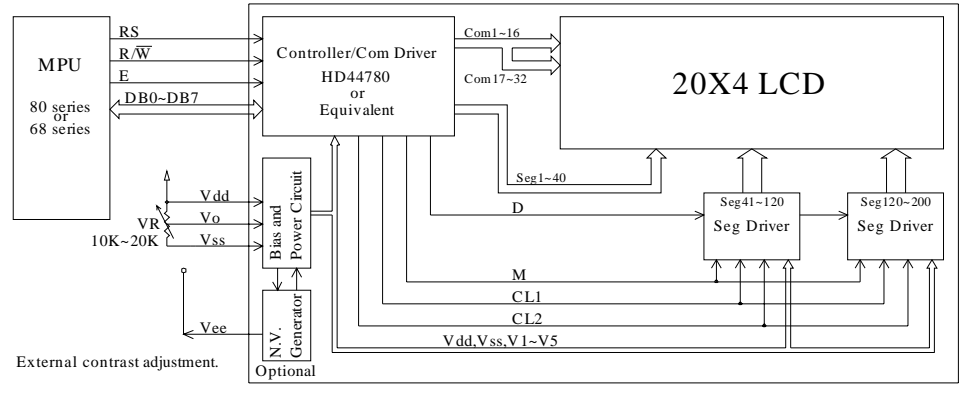 MPU
80 series
or
68 series
RS
R/W̅
E
DB0~DB7
Controller/Com Driver
HD44780
or
Equivalent
Com1~16
Com17~32
20X4 LCD
Seg1~40
D
Seg41~120
Seg Driver
Seg120~200
Seg Driver
Vdd
Vo
Vss
VR
10K~20K
Bias and
Power Circuit
M
CL1
CL2
Vdd,Vss,V1~V5
Vee
N.V.
Generator
Optional
External contrast adjustment.